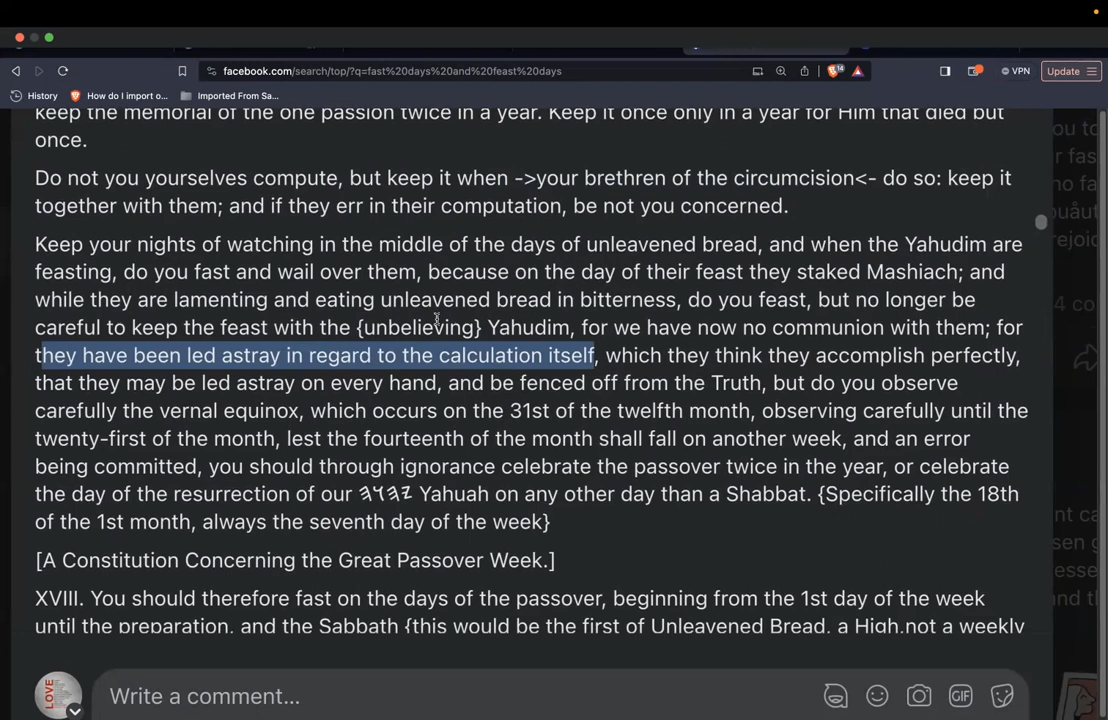 facebook.com/search/top/?q=fast%20days%20and%20feast%20days
14
VPN
Update
History
How do I import o...
Imported From Sa...
keep the memorial of the one passion twice in a year. Keep it once only in a year for Him that died but
once.
Do not you yourselves compute, but keep it when ->your brethren of the circumcision<- do so: keep it
together with them; and if they err in their computation, be not you concerned.
Keep your nights of watching in the middle of the days of unleavened bread, and when the Yahudim are
feasting, do you fast and wail over them, because on the day of their feast they staked Mashiach; and
while they are lamenting and eating unleavened bread in bitterness, do you feast, but no longer be
careful to keep the feast with the {unbelieving} Yahudim, for we have now no communion with them; for
they have been led astray in regard to the calculation itself, which they think they accomplish perfectly,
that they may be led astray on every hand, and be fenced off from the Truth, but do you observe
carefully the vernal equinox, which occurs on the 31st of the twelfth month, observing carefully until the
twenty-first of the month, lest the fourteenth of the month shall fall on another week, and an error
being committed, you should through ignorance celebrate the passover twice in the year, or celebrate
the day of the resurrection of our 𐤉𐤄𐤅𐤄 Yahuah on any other day than a Shabbat. {Specifically the 18th
of the 1st month, always the seventh day of the week}
[A Constitution Concerning the Great Passover Week.]
XVIII. You should therefore fast on the days of the passover, beginning from the 1st day of the week
until the preparation, and the Sabbath {this would be the first of Unleavened Bread, a High,not a weekly
LOVE
Write a comment...
GIF